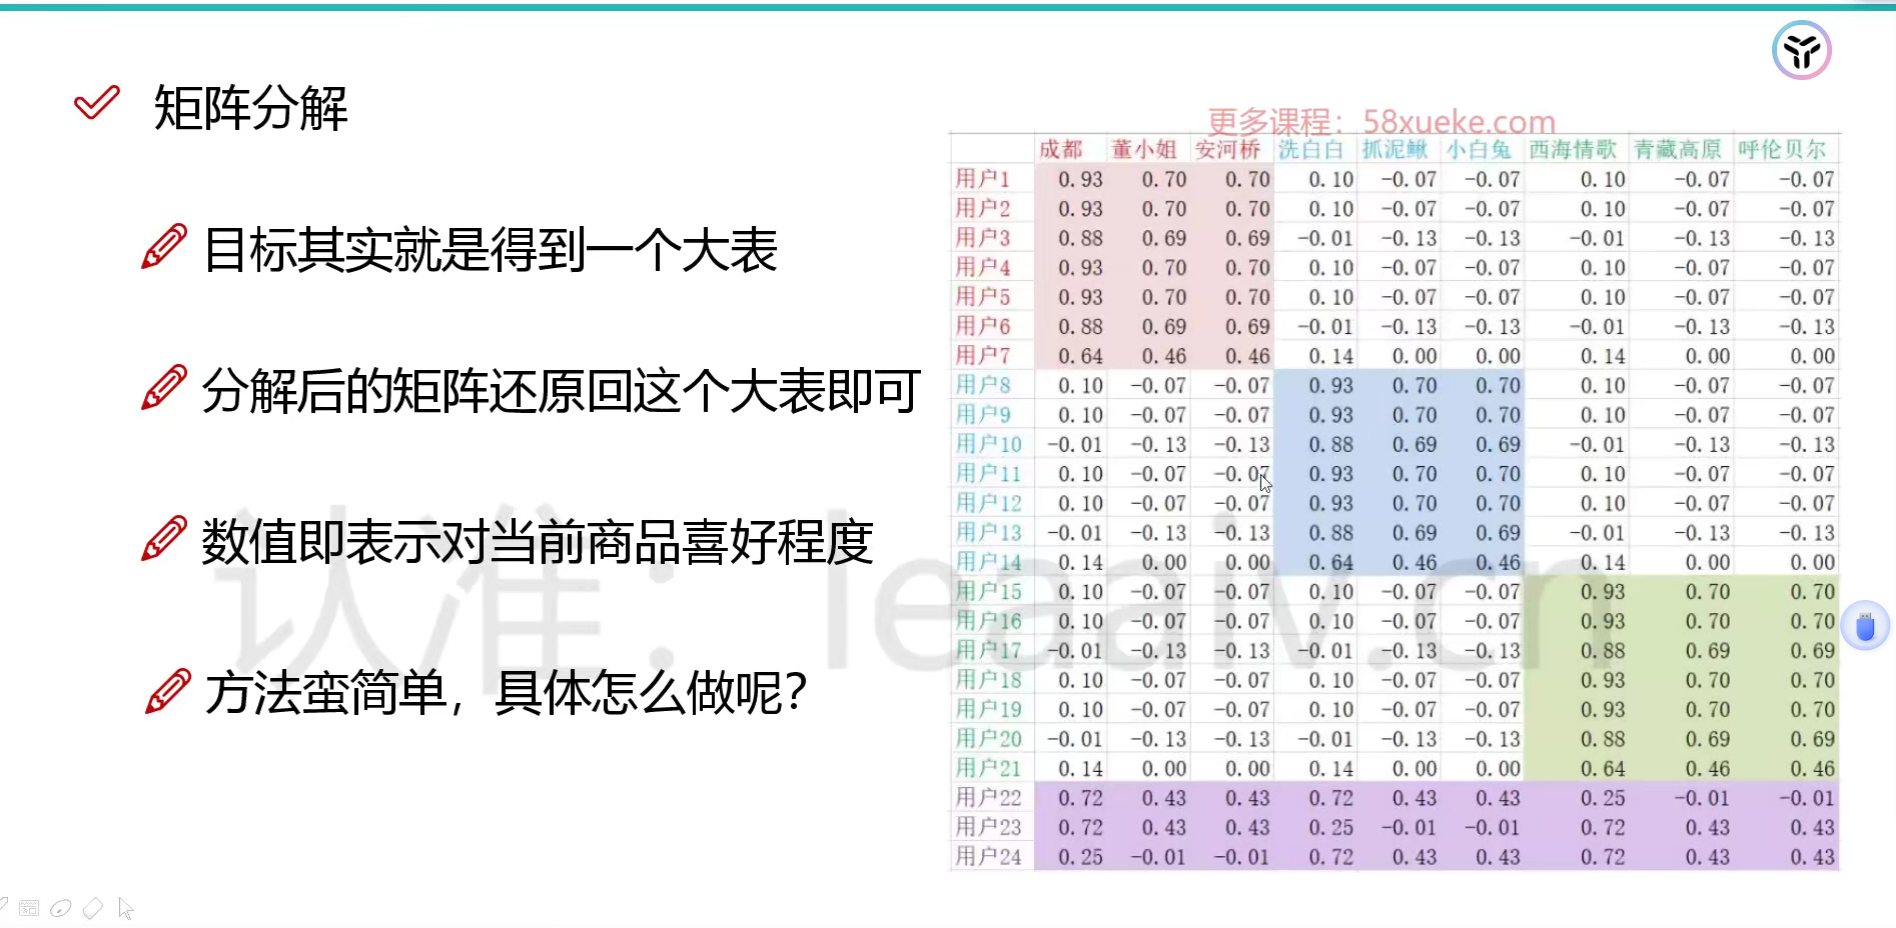 矩阵分解
目标其实就是得到一个大表
分解后的矩阵还原回这个大表即可
数值即表示对当前商品喜好程度
方法蛮简单，具体怎么做呢？
更多课程：58xueke.com
成都 董小姐 安河桥 洗白白 抓泥鳅 小白兔 西海情歌 青藏高原 呼伦贝尔
用户1 0.93 0.70 0.70 0.10 -0.07 -0.07 0.10 -0.07 -0.07
用户2 0.93 0.70 0.70 0.10 -0.07 -0.07 0.10 -0.07 -0.07
用户3 0.88 0.69 0.69 -0.01 -0.13 -0.13 -0.01 -0.13 -0.13
用户4 0.93 0.70 0.70 0.10 -0.07 -0.07 0.10 -0.07 -0.07
用户5 0.93 0.70 0.70 0.10 -0.07 -0.07 0.10 -0.07 -0.07
用户6 0.88 0.69 0.69 -0.01 -0.13 -0.13 -0.01 -0.13 -0.13
用户7 0.64 0.46 0.46 0.14 0.00 0.00 0.14 0.00 0.00
用户8 0.10 -0.07 -0.07 0.93 0.70 0.70 0.10 -0.07 -0.07
用户9 0.10 -0.07 -0.07 0.93 0.70 0.70 0.10 -0.07 -0.07
用户10 -0.01 -0.13 -0.13 0.88 0.69 0.69 -0.01 -0.13 -0.13
用户11 0.10 -0.07 -0.07 0.93 0.70 0.70 0.10 -0.07 -0.07
用户12 0.10 -0.07 -0.07 0.93 0.70 0.70 0.10 -0.07 -0.07
用户13 -0.01 -0.13 -0.13 0.88 0.69 0.69 -0.01 -0.13 -0.13
用户14 0.14 0.00 0.00 0.64 0.46 0.46 0.14 0.00 0.00
用户15 0.10 -0.07 -0.07 0.10 -0.07 -0.07 0.93 0.70 0.70
用户16 0.10 -0.07 -0.07 0.10 -0.07 -0.07 0.93 0.70 0.70
用户17 -0.01 -0.13 -0.13 -0.01 -0.13 -0.13 0.88 0.69 0.69
用户18 0.10 -0.07 -0.07 0.10 -0.07 -0.07 0.93 0.70 0.70
用户19 0.10 -0.07 -0.07 0.10 -0.07 -0.07 0.93 0.70 0.70
用户20 -0.01 -0.13 -0.13 -0.01 -0.13 -0.13 0.88 0.69 0.69
用户21 0.14 0.00 0.00 0.14 0.00 0.00 0.64 0.46 0.46
用户22 0.72 0.43 0.43 0.72 0.43 0.43 0.25 -0.01 -0.01
用户23 0.72 0.43 0.43 0.25 -0.01 -0.01 0.72 0.43 0.43
用户24 0.25 -0.01 -0.01 0.72 0.43 0.43 0.72 0.43 0.43
认准：leaaiv.cn